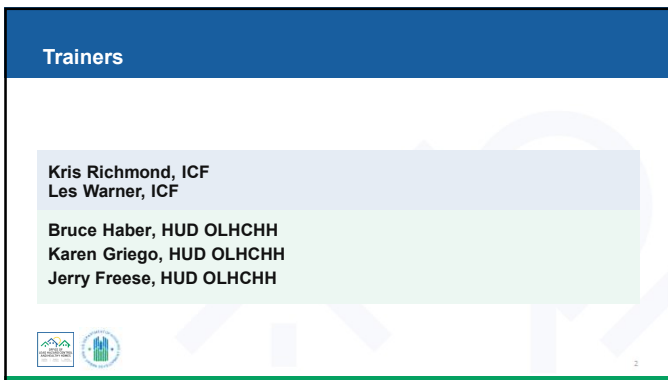 Trainers
Kris Richmond, ICF
Les Warner, ICF
Bruce Haber, HUD OLHCHH
Karen Griego, HUD OLHCHH
Jerry Freese, HUD OLHCHH
2